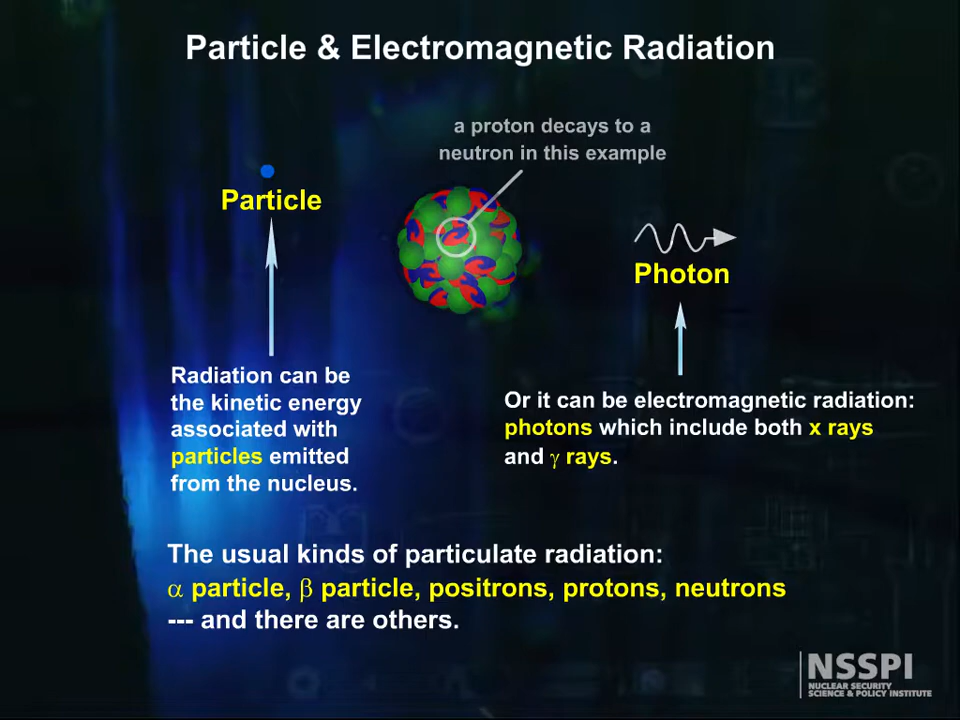 Particle & Electromagnetic Radiation
a proton decays to a
neutron in this example
Particle
Photon
Radiation can be
the kinetic energy
associated with
particles emitted
from the nucleus.
Or it can be electromagnetic radiation:
photons which include both x rays
and γ rays.
The usual kinds of particulate radiation:
α particle, β particle, positrons, protons, neutrons
--- and there are others.
NSSPI
NUCLEAR SECURITY
SCIENCE & POLICY INSTITUTE